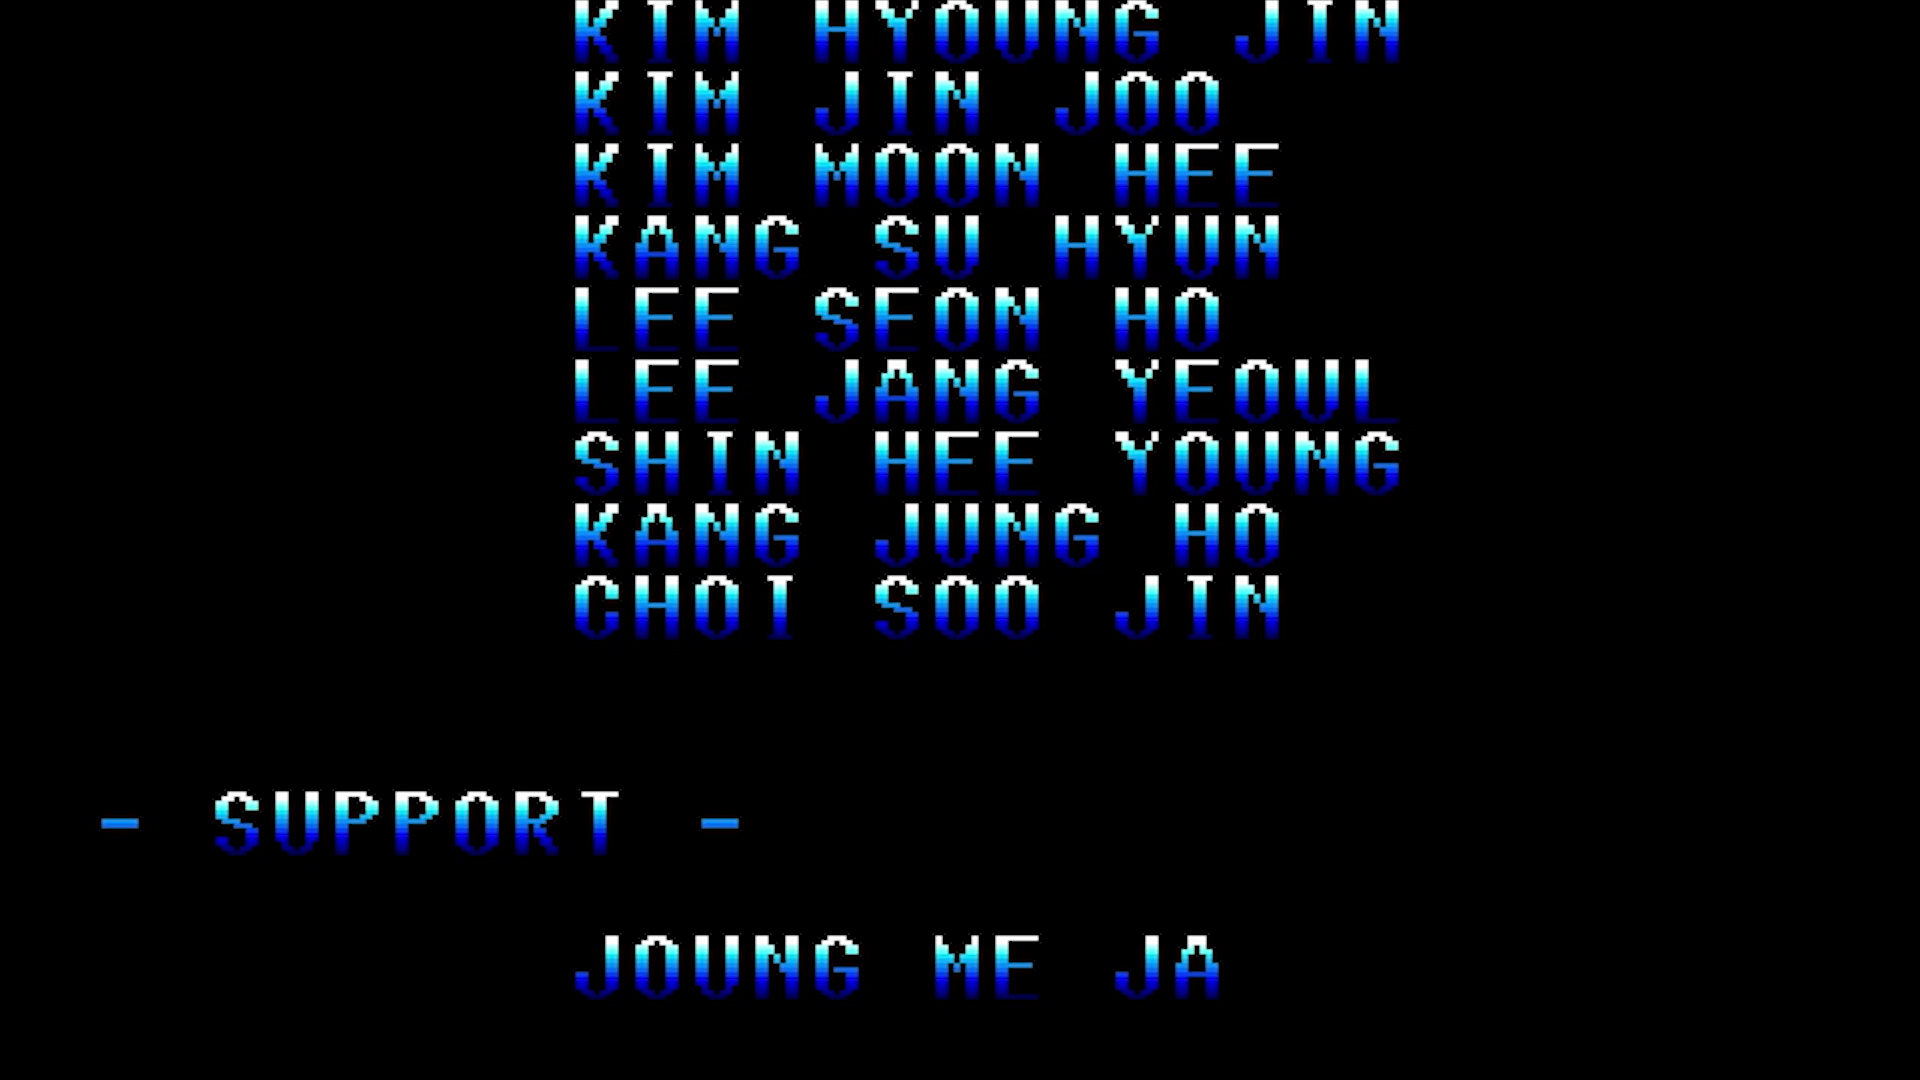 KIM HYOUNG JIN
KIM JIN JOO
KIM MOON HEE
KANG SU HYUN
LEE SEON HO
LEE JANG YEOUL
SHIN HEE YOUNG
KANG JUNG HO
CHOI SOO JIN
- SUPPORT -
JOUNG ME JA